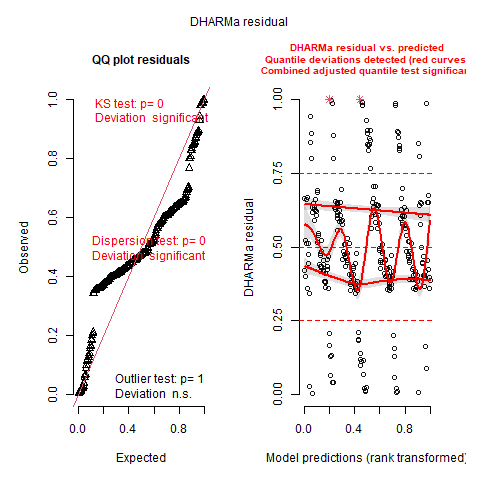 DHARMa residual
QQ plot residuals
KS test: p= 0
Deviation significant
Dispersion test: p= 0
Deviation significant
Outlier test: p= 1
Deviation n.s.
Observed
0.0 0.2 0.4 0.6 0.8 1.0
0.0 0.4 0.8
Expected
DHARMa residual vs. predicted
Quantile deviations detected (red curves
Combined adjusted quantile test significan
DHARMa residual
0.00 0.25 0.50 0.75 1.00
0.0 0.4 0.8
Model predictions (rank transformed)